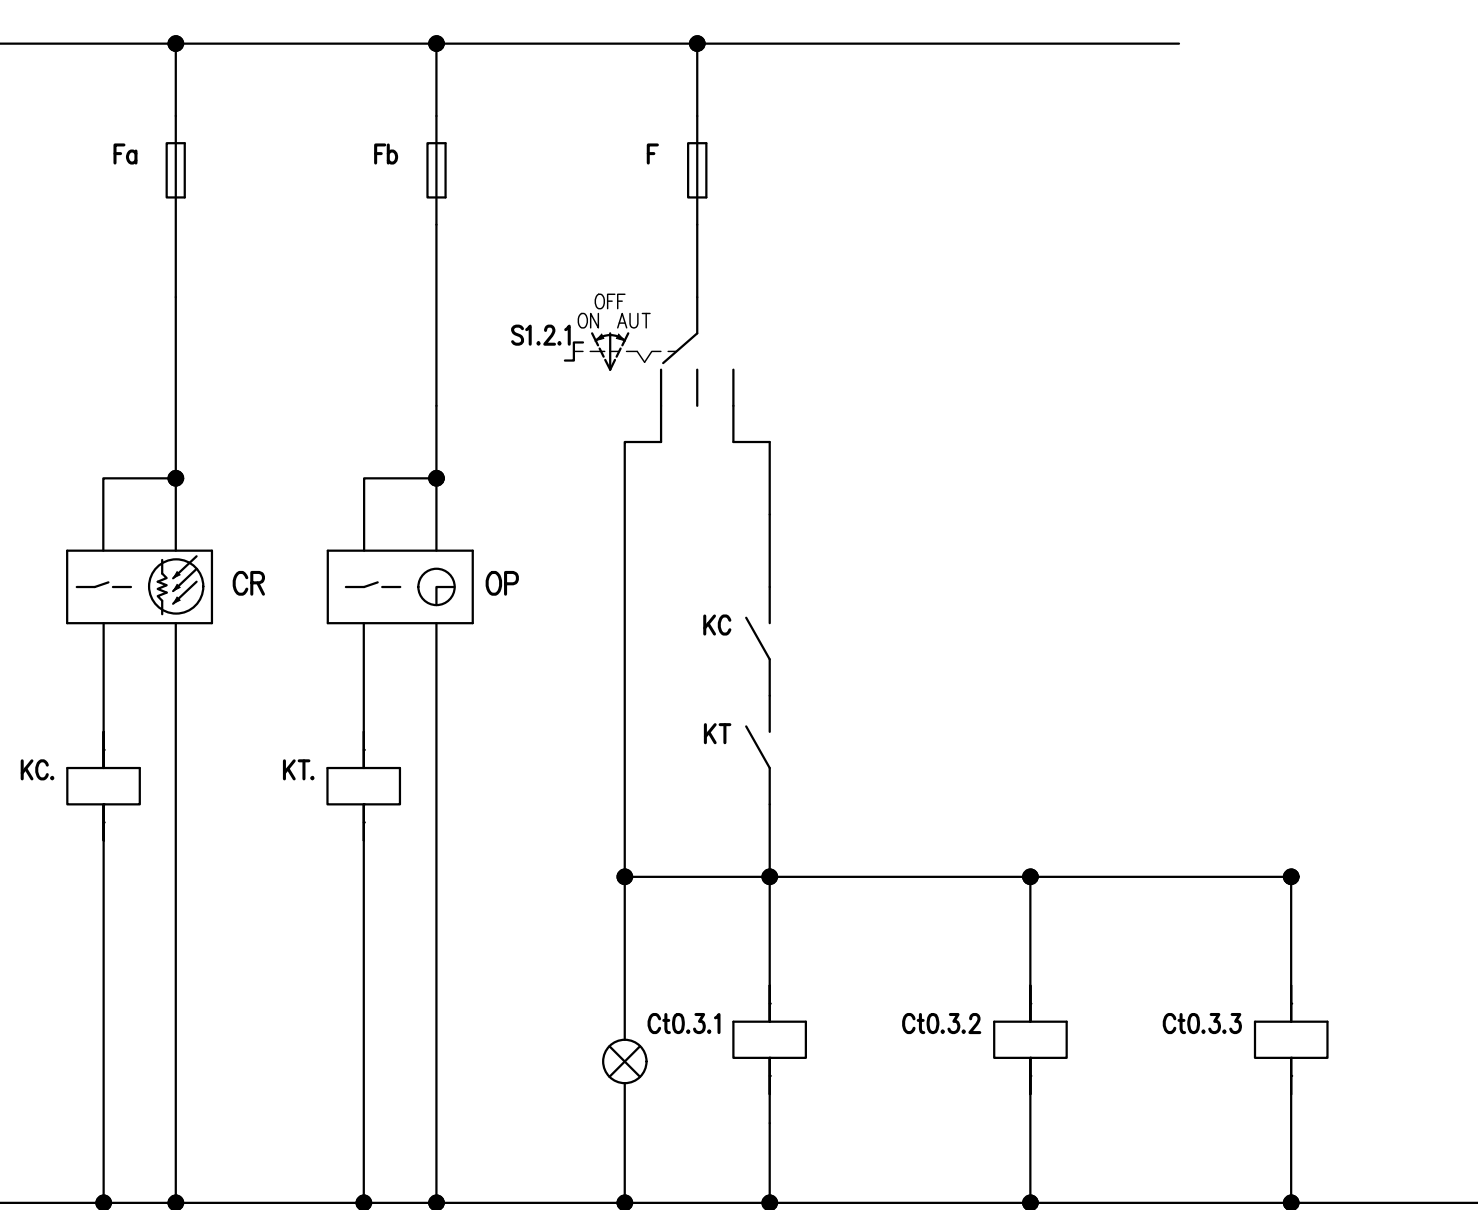 Fa
Fb
F
OFF
ON AUT
S1.2.1
CR
OP
KC
KT
KC.
KT.
Ct0.3.1
Ct0.3.2
Ct0.3.3